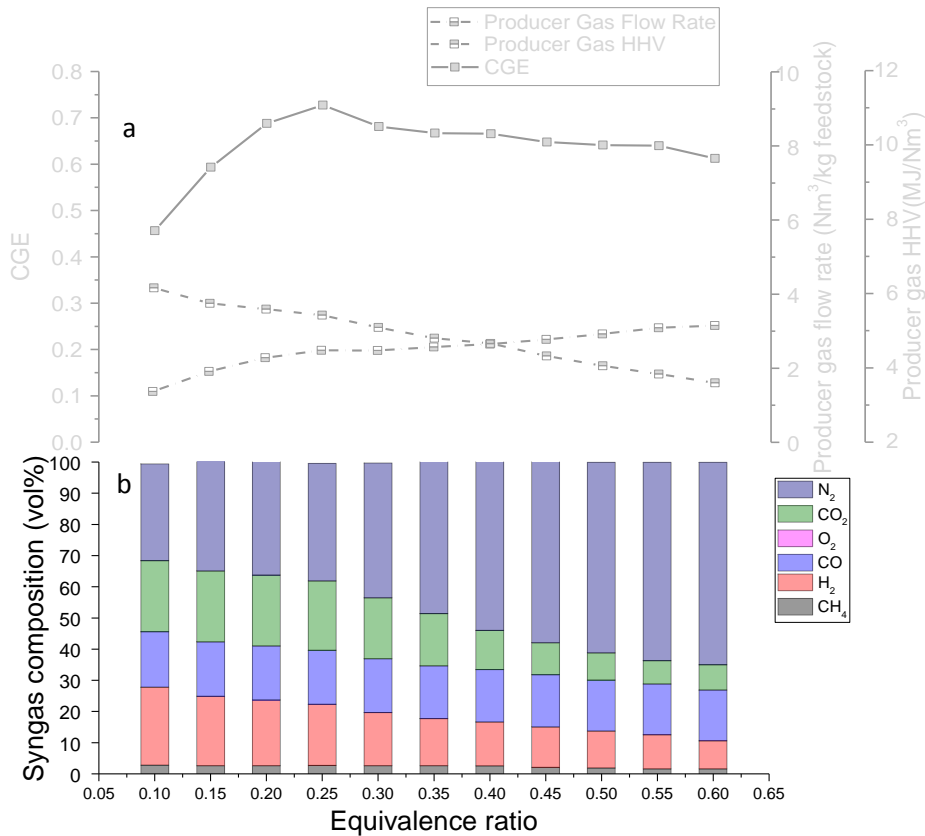 Producer Gas Flow Rate
Producer Gas HHV
CGE
a
CGE
0.8
0.7
0.6
0.5
0.4
0.3
0.2
0.1
0.0
10
8
6
4
2
0
Producer gas flow rate (Nm³/kg feedstock)
12
10
8
6
4
2
Producer gas HHV(MJ/Nm³)
b
Syngas composition (vol%)
100
90
80
70
60
50
40
30
20
10
0
N₂
CO₂
O₂
CO
H₂
CH₄
0.05 0.10 0.15 0.20 0.25 0.30 0.35 0.40 0.45 0.50 0.55 0.60 0.65
Equivalence ratio